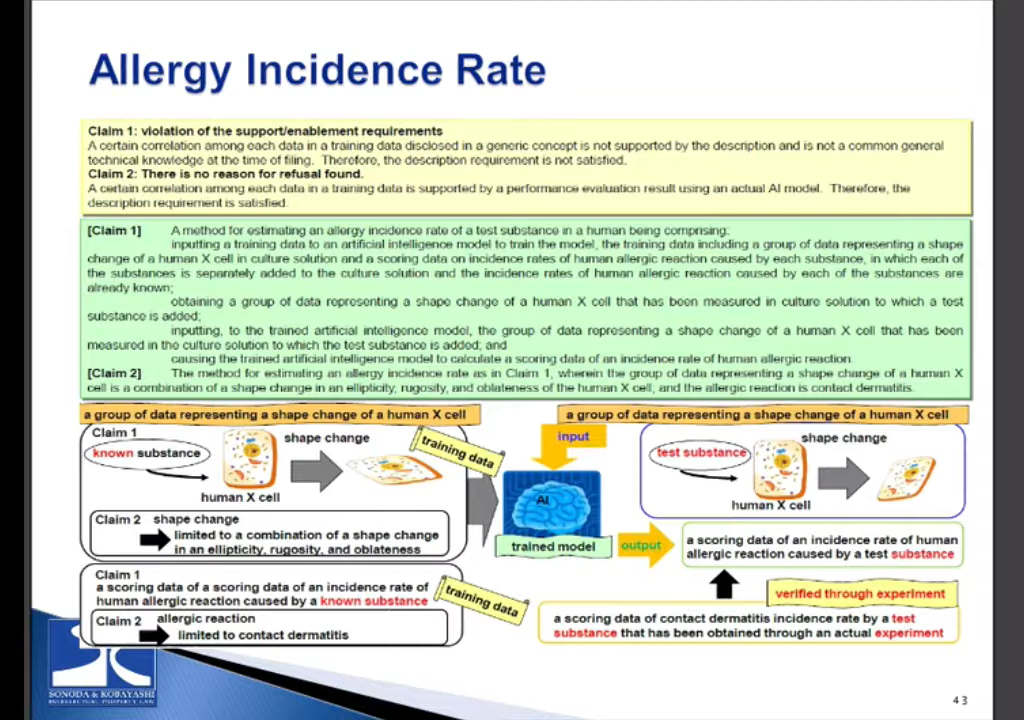 Allergy Incidence Rate
Claim 1: violation of the support/enablement requirements
A certain correlation among each data in a training data disclosed in a generic concept is not supported by the description and is not a common general
technical knowledge at the time of filing. Therefore, the description requirement is not satisfied.
Claim 2: There is no reason for refusal found.
A certain correlation among each data in a training data is supported by a performance evaluation result using an actual AI model. Therefore, the
description requirement is satisfied.
[Claim 1] A method for estimating an allergy incidence rate of a test substance in a human being comprising:
inputting a training data to an artificial intelligence model to train the model, the training data including a group of data representing a shape
change of a human X cell in culture solution and a scoring data on incidence rates of human allergic reaction caused by each substance, in which each of
the substances is separately added to the culture solution and the incidence rates of human allergic reaction caused by each of the substances are
already known;
obtaining a group of data representing a shape change of a human X cell that has been measured in culture solution to which a test
substance is added;
inputting, to the trained artificial intelligence model, the group of data representing a shape change of a human X cell that has been
measured in the culture solution to which the test substance is added; and
causing the trained artificial intelligence model to calculate a scoring data of an incidence rate of human allergic reaction.
[Claim 2] The method for estimating an allergy incidence rate as in Claim 1, wherein the group of data representing a shape change of a human X
cell is a combination of a shape change in an ellipticity, rugosity, and oblateness of the human X cell; and the allergic reaction is contact dermatitis.
a group of data representing a shape change of a human X cell
Claim 1
known substance
shape change
human X cell
training data
Claim 2 shape change
limited to a combination of a shape change
in an ellipticity, rugosity, and oblateness
Claim 1
a scoring data of a scoring data of an incidence rate of
human allergic reaction caused by a known substance
Claim 2 allergic reaction
limited to contact dermatitis
training data
a group of data representing a shape change of a human X cell
input
AI
trained model
output
test substance
shape change
human X cell
a scoring data of an incidence rate of human
allergic reaction caused by a test substance
verified through experiment
a scoring data of contact dermatitis incidence rate by a test
substance that has been obtained through an actual experiment
SONODA & KOBAYASHI
INTELLECTUAL PROPERTY LAW
43